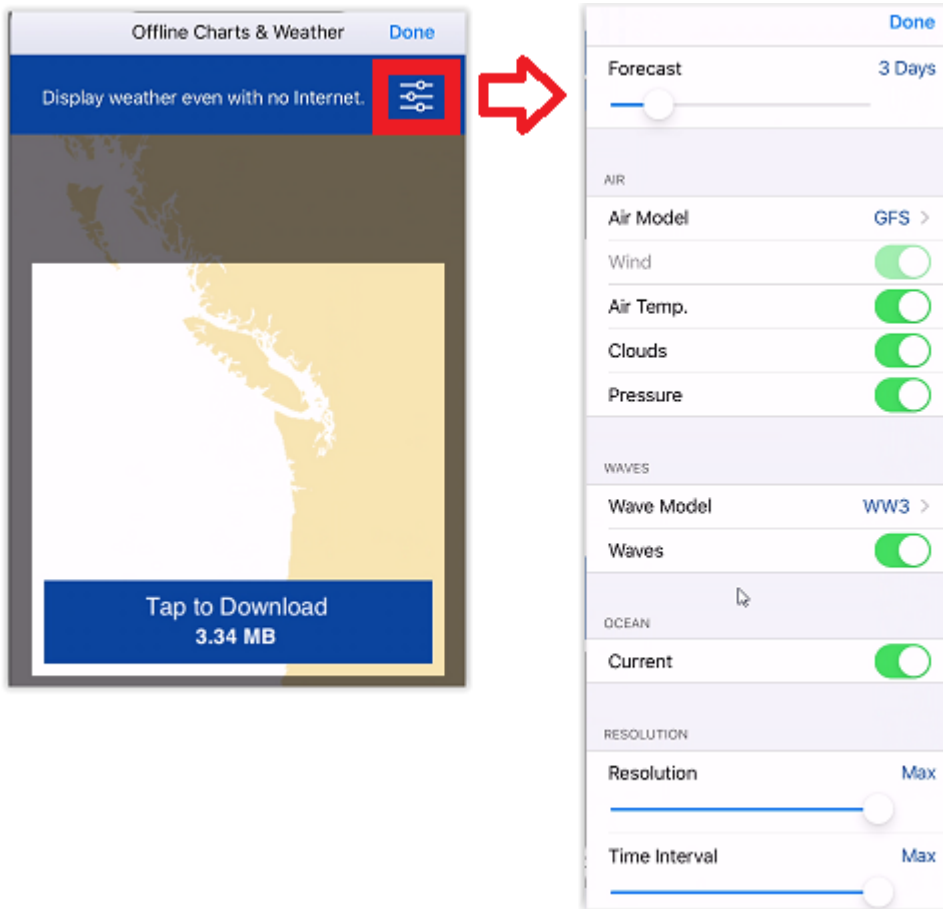 Offline Charts & Weather Done
Display weather even with no Internet.
Tap to Download
3.34 MB
Done
Forecast 3 Days
AIR
Air Model GFS >
Wind
Air Temp.
Clouds
Pressure
WAVES
Wave Model WW3 >
Waves
OCEAN
Current
RESOLUTION
Resolution Max
Time Interval Max